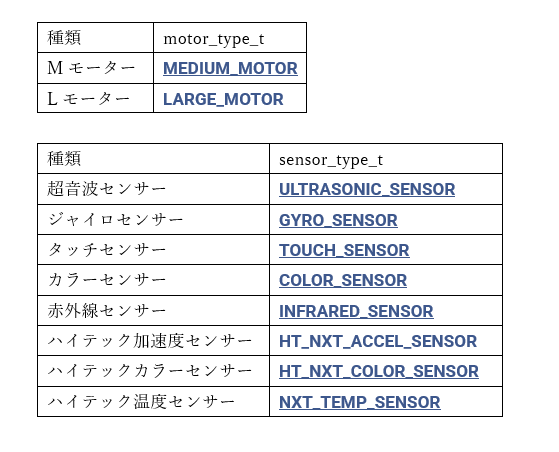 種類 motor_type_t
M モーター MEDIUM_MOTOR
L モーター LARGE_MOTOR
種類 sensor_type_t
超音波センサー ULTRASONIC_SENSOR
ジャイロセンサー GYRO_SENSOR
タッチセンサー TOUCH_SENSOR
カラーセンサー COLOR_SENSOR
赤外線センサー INFRARED_SENSOR
ハイテック加速度センサー HT_NXT_ACCEL_SENSOR
ハイテックカラーセンサー HT_NXT_COLOR_SENSOR
ハイテック温度センサー NXT_TEMP_SENSOR